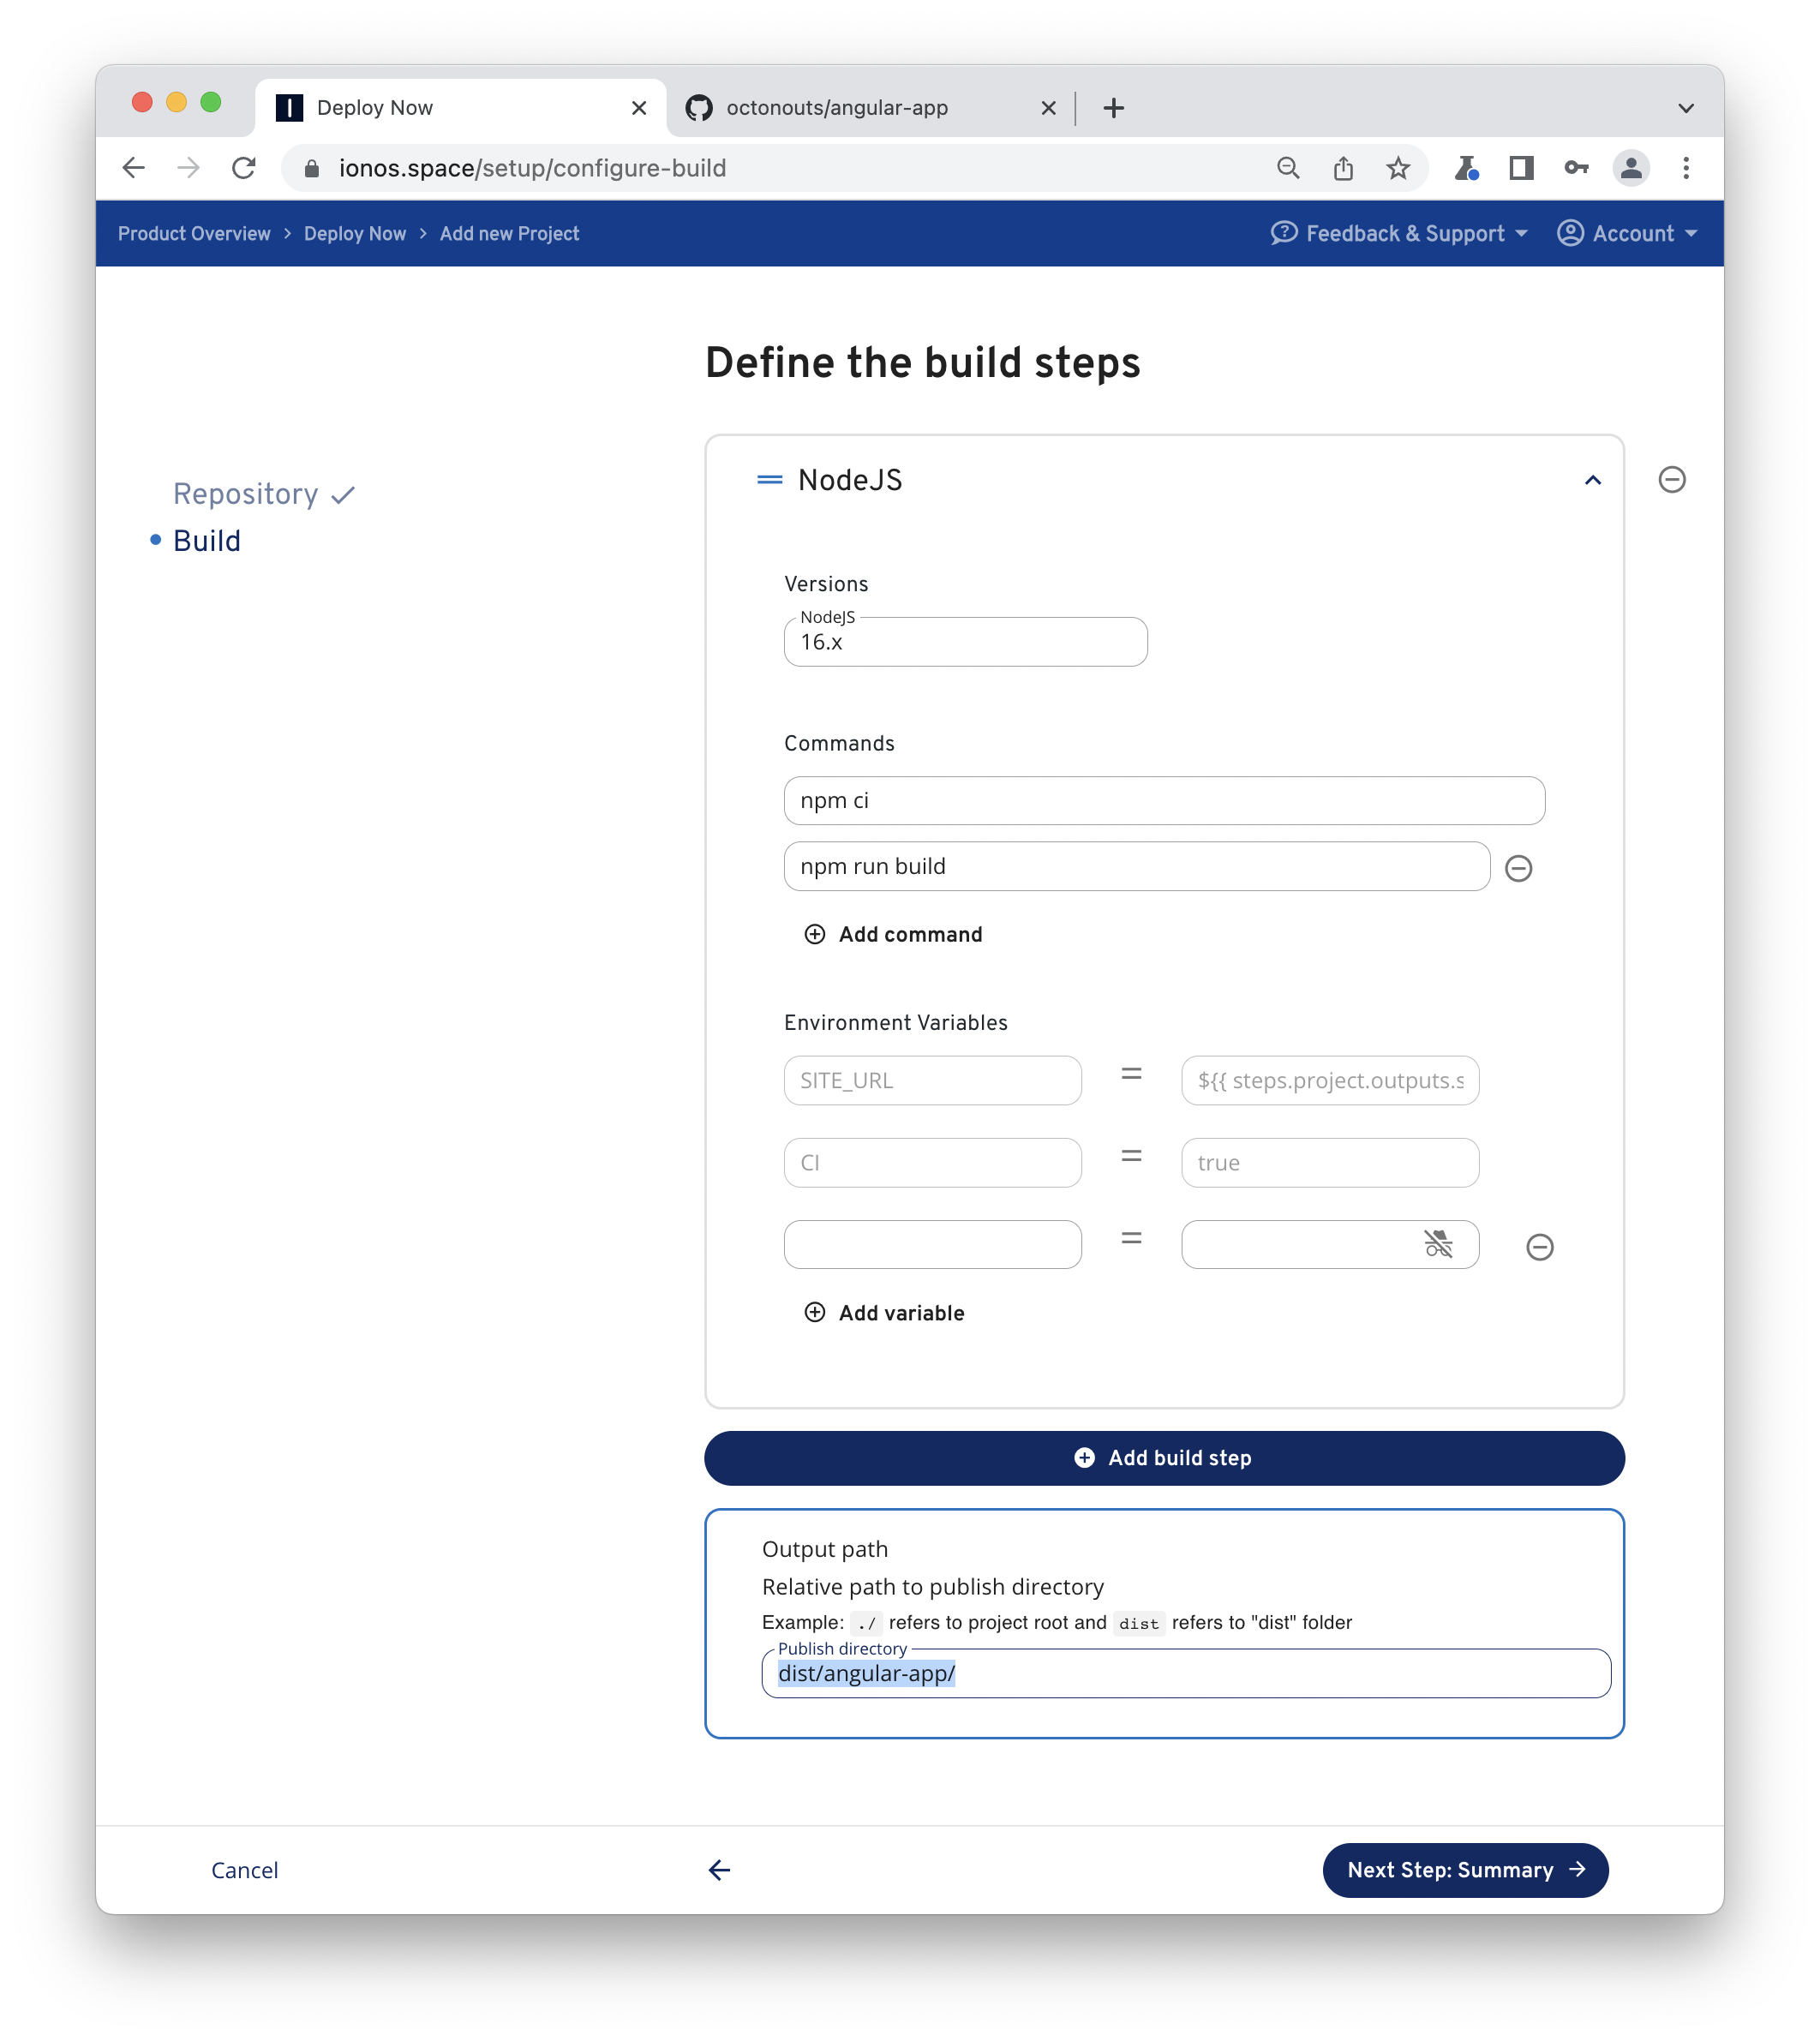 Deploy Now
octonouts/angular-app
ionos.space/setup/configure-build
Product Overview > Deploy Now > Add new Project
Feedback & Support
Account
Define the build steps
Repository
Build
NodeJS
Versions
NodeJS
16.x
Commands
npm ci
npm run build
Add command
Environment Variables
SITE_URL = ${{ steps.project.outputs.s
CI = true
=
Add variable
Add build step
Output path
Relative path to publish directory
Example: ./ refers to project root and dist refers to "dist" folder
Publish directory
dist/angular-app/
Cancel
Next Step: Summary